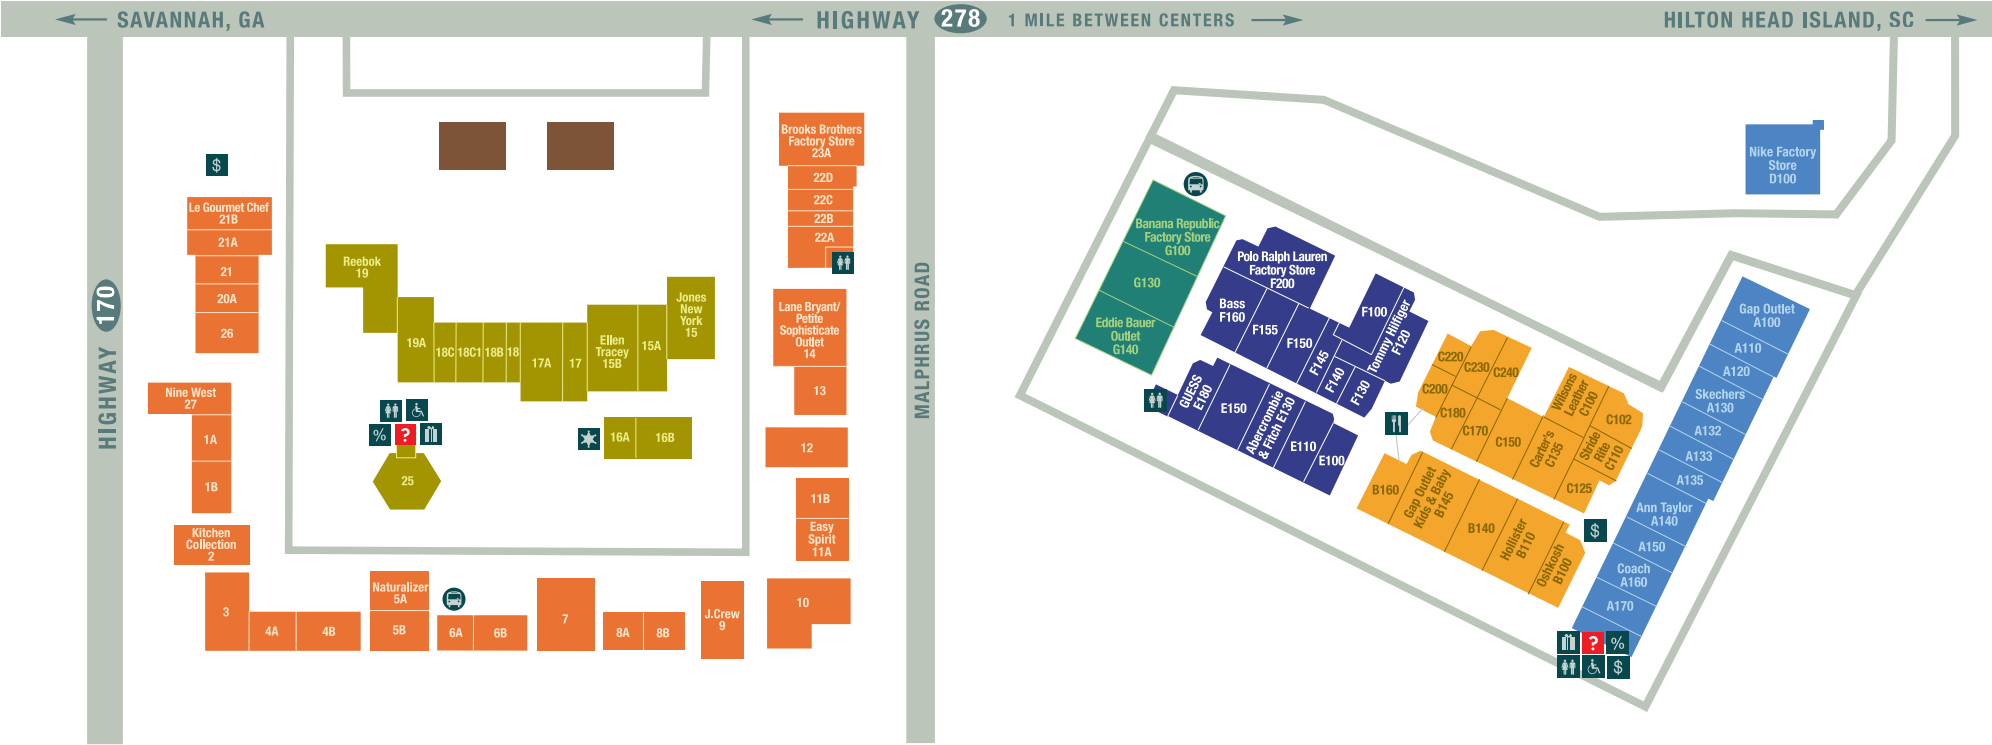 SAVANNAH, GA
HIGHWAY 278
1 MILE BETWEEN CENTERS
HILTON HEAD ISLAND, SC
HIGHWAY 170
MALPHRUS ROAD
$
Le Gourmet Chef
21B
21A
21
20A
26
Nine West
27
1A
1B
Kitchen
Collection
2
3
4A
4B
Naturalizer
5A
5B
6A
6B
7
8A
8B
J.Crew
9
10
Reebok
19
19A
18C
18C1
18B
18
17A
17
Ellen
Tracey
15B
15A
Jones
New
York
15
%
?
25
16A
16B
Brooks Brothers
Factory Store
23A
22D
22C
22B
22A
Lane Bryant/
Petite
Sophisticate
Outlet
14
13
12
11B
Easy
Spirit
11A
Banana Republic
Factory Store
G100
G130
Eddie Bauer
Outlet
G140
Polo Ralph Lauren
Factory Store
F200
Bass
F160
F155
F150
F145
F140
F130
F100
Tommy Hilfiger
F120
GUESS
E180
E150
Abercrombie
& Fitch E130
E110
E100
C220
C230
C240
C200
C180
C170
C150
Wilsons
Leather
C100
C102
Carter's
C135
Stride
Rite
C110
C125
B160
Gap Outlet
Kids & Baby
B145
B140
Hollister
B110
Oshkosh
B100
$
Nike Factory
Store
D100
Gap Outlet
A100
A110
A120
Skechers
A130
A132
A133
A135
Ann Taylor
A140
A150
Coach
A160
A170
?
%
$